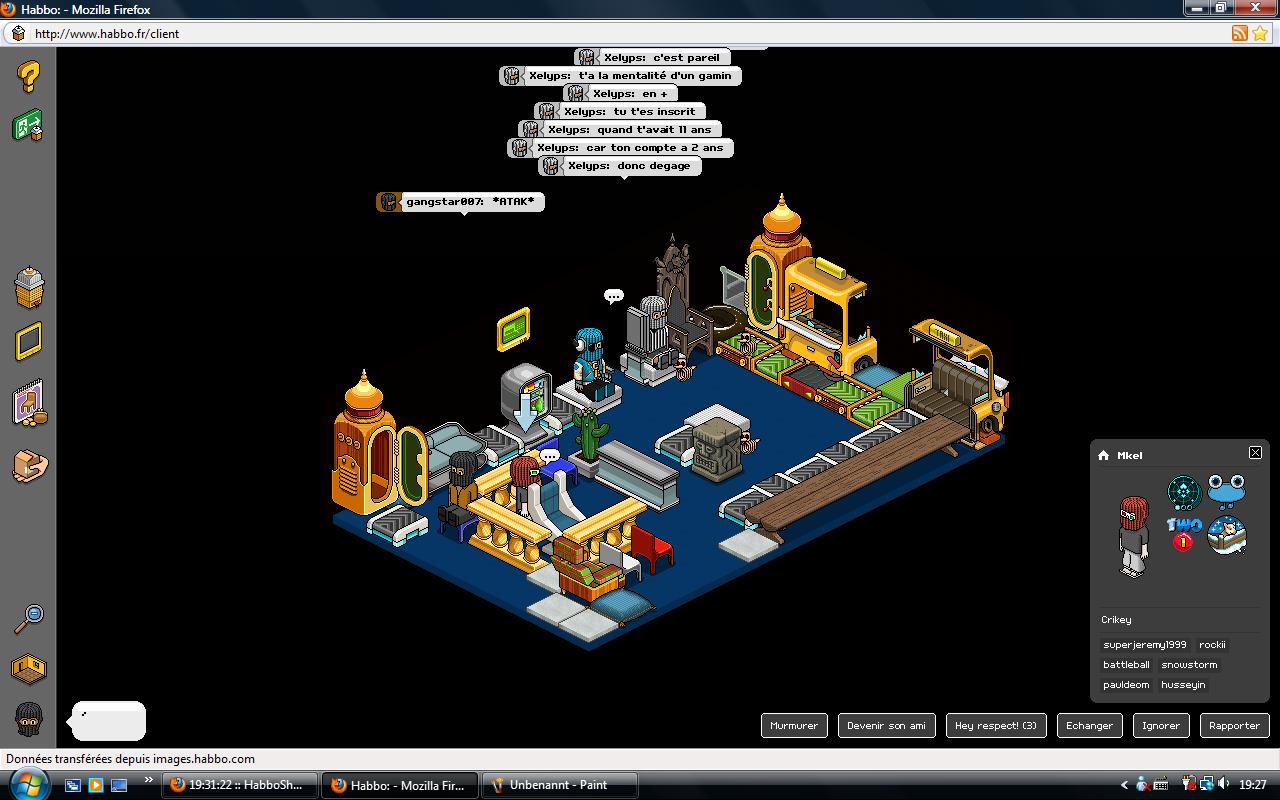 Habbo: - Mozilla Firefox
http://www.habbo.fr/client
Xelyps: c'est pareil
Xelyps: t'a la mentalité d'un gamin
Xelyps: en +
Xelyps: tu t'es inscrit
Xelyps: quand t'avait 11 ans
Xelyps: car ton compte a 2 ans
Xelyps: donc degage
gangstar007: *ATAK*
...
...
TAXI
Mkel
TWO
1
Crikey
superjeremy1999 rockii
battleball snowstorm
pauldeom husseyin
Murmurer Devenir son ami Hey respect! (3) Echanger Ignorer Rapporter
Données transférées depuis images.habbo.com
» 19:31:22 :: HabboSh... Habbo: - Mozilla Fir... Unbenannt - Paint < 19:27